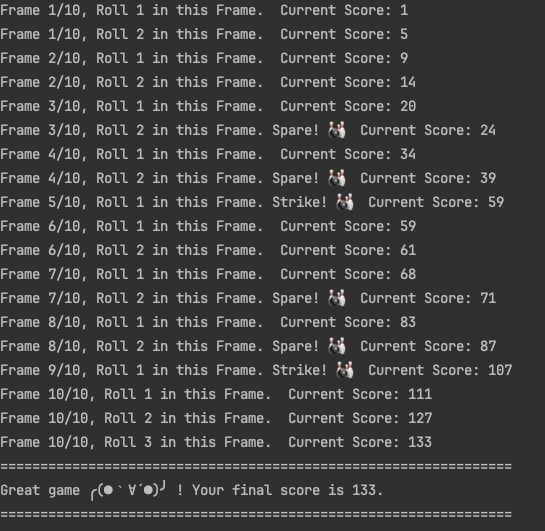 Frame 1/10, Roll 1 in this Frame.  Current Score: 1
Frame 1/10, Roll 2 in this Frame.  Current Score: 5
Frame 2/10, Roll 1 in this Frame.  Current Score: 9
Frame 2/10, Roll 2 in this Frame.  Current Score: 14
Frame 3/10, Roll 1 in this Frame.  Current Score: 20
Frame 3/10, Roll 2 in this Frame. Spare! 🎳 Current Score: 24
Frame 4/10, Roll 1 in this Frame.  Current Score: 34
Frame 4/10, Roll 2 in this Frame. Spare! 🎳 Current Score: 39
Frame 5/10, Roll 1 in this Frame. Strike! 🎳 Current Score: 59
Frame 6/10, Roll 1 in this Frame.  Current Score: 59
Frame 6/10, Roll 2 in this Frame.  Current Score: 61
Frame 7/10, Roll 1 in this Frame.  Current Score: 68
Frame 7/10, Roll 2 in this Frame. Spare! 🎳 Current Score: 71
Frame 8/10, Roll 1 in this Frame.  Current Score: 83
Frame 8/10, Roll 2 in this Frame. Spare! 🎳 Current Score: 87
Frame 9/10, Roll 1 in this Frame. Strike! 🎳 Current Score: 107
Frame 10/10, Roll 1 in this Frame.  Current Score: 111
Frame 10/10, Roll 2 in this Frame.  Current Score: 127
Frame 10/10, Roll 3 in this Frame.  Current Score: 133
================================================================
Great game ╭(●｀∀´●)╯ ! Your final score is 133.
================================================================